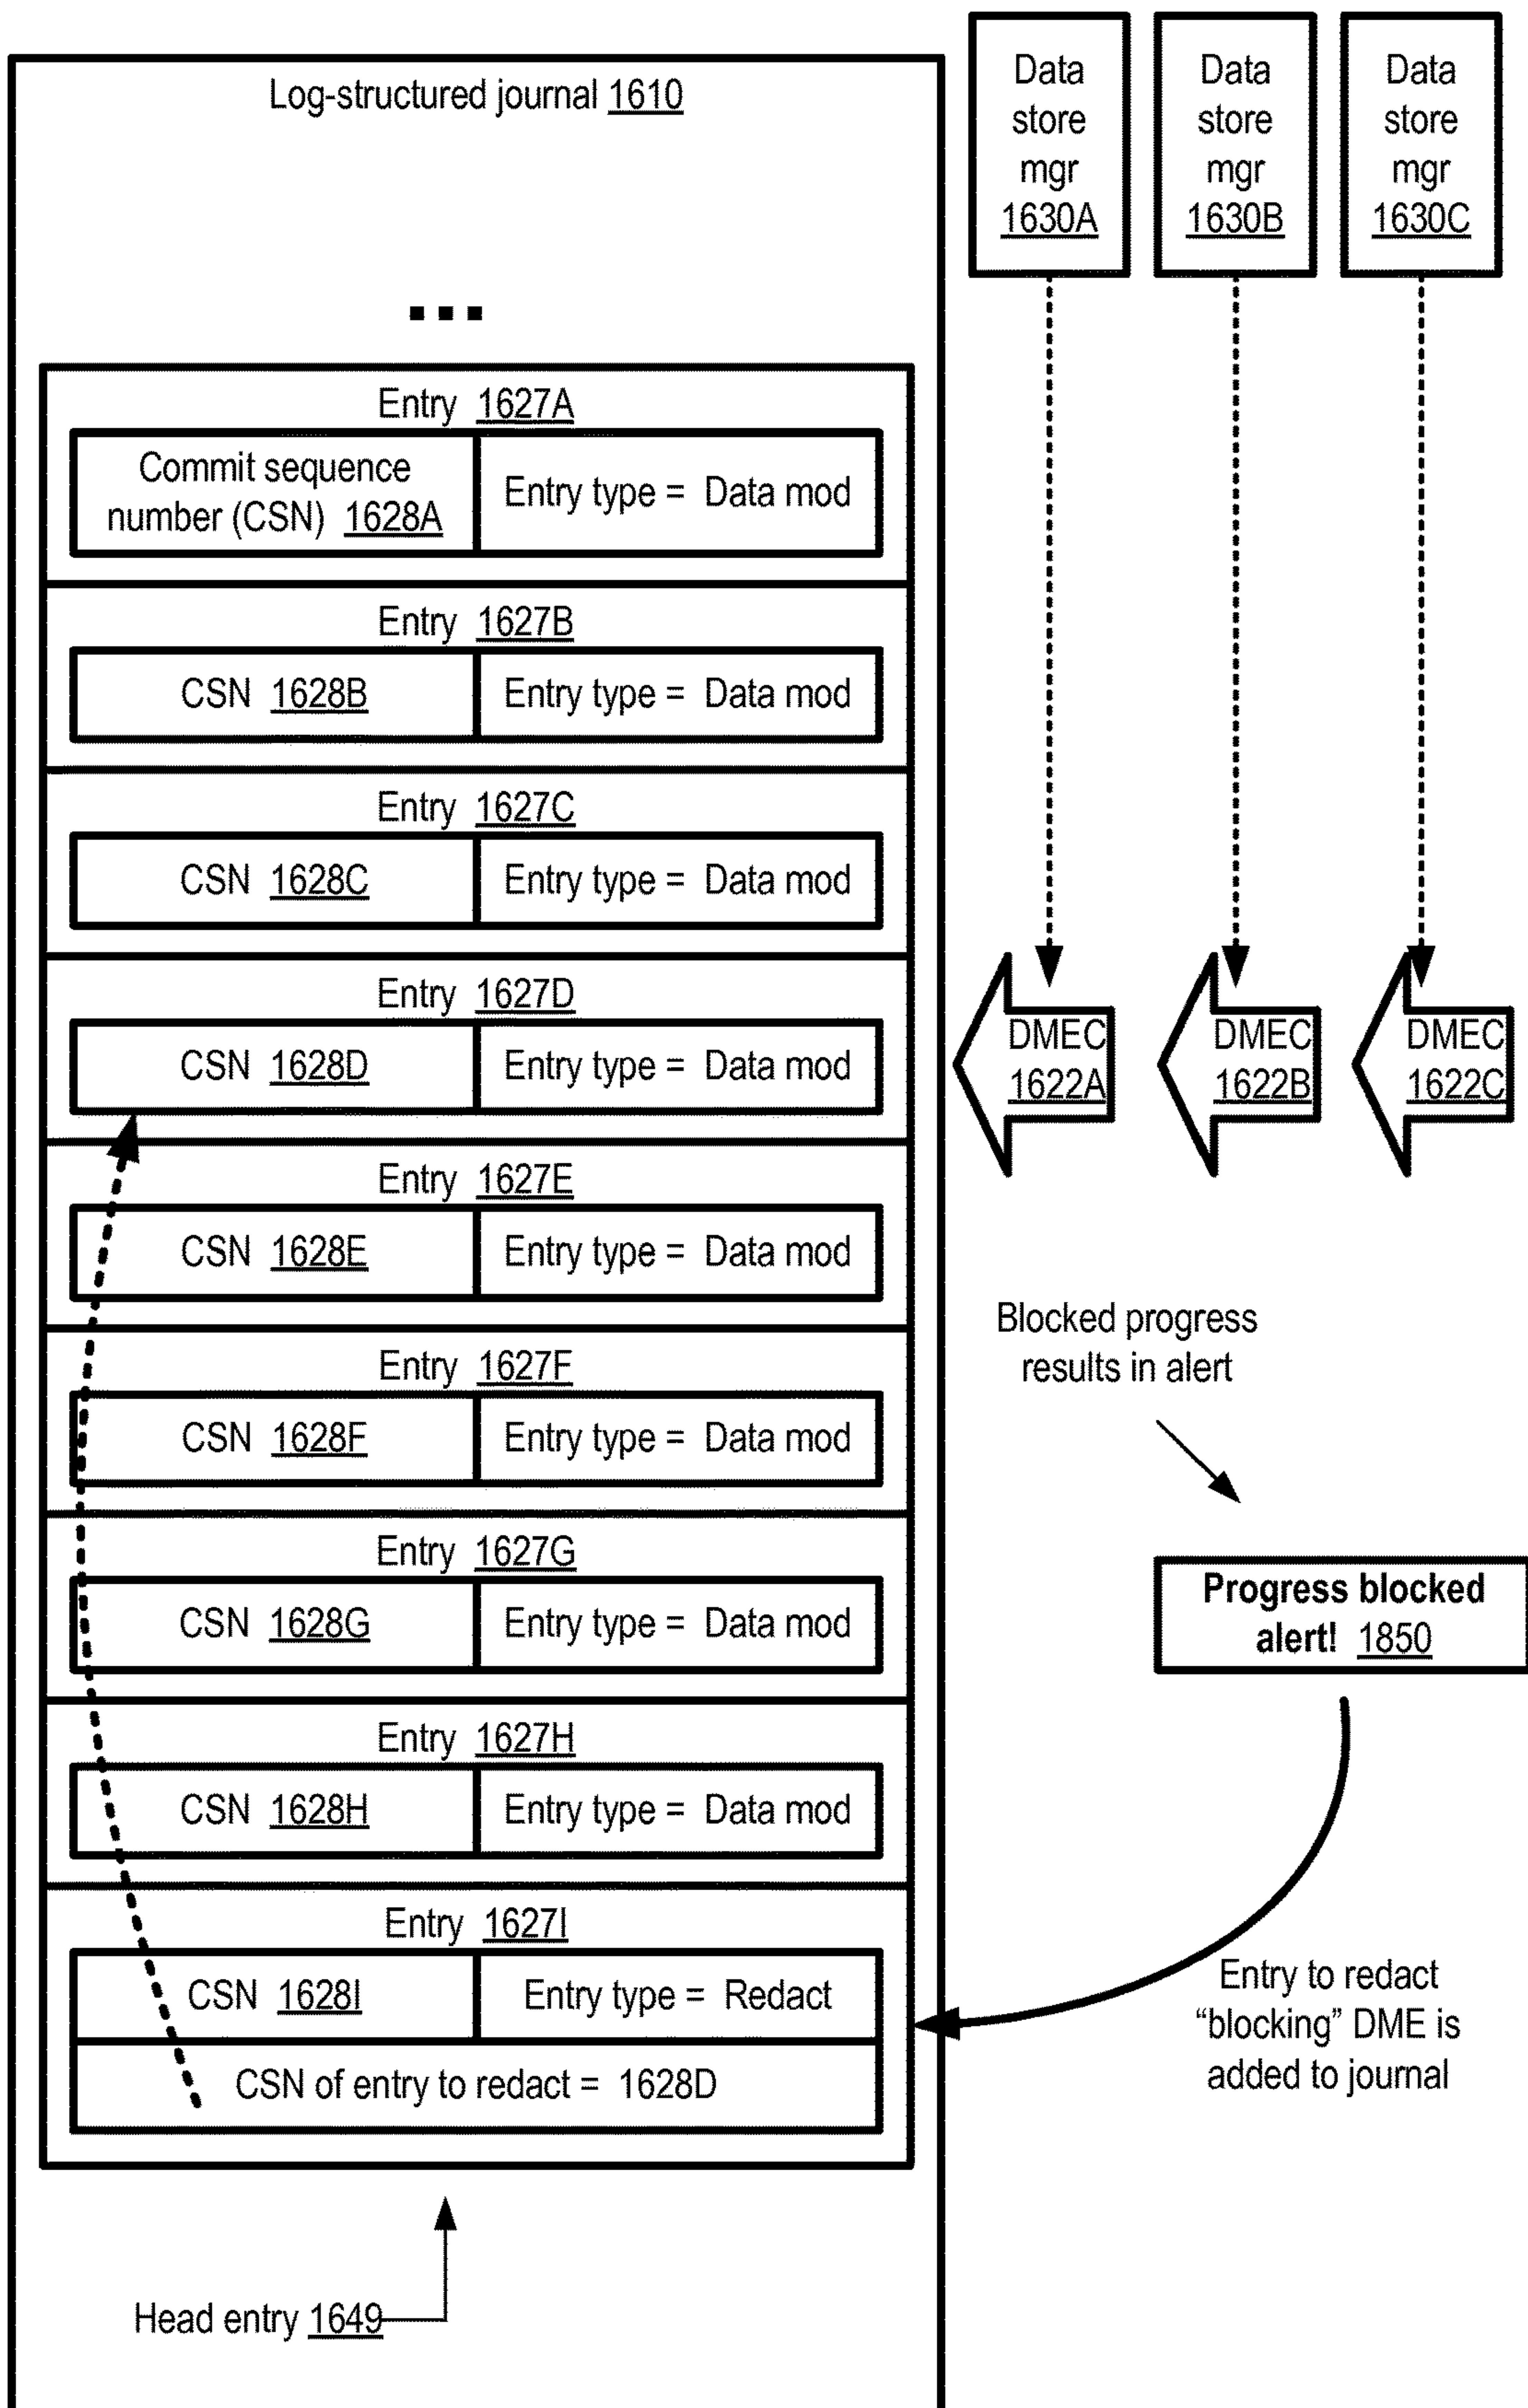 Log-structured journal 1610
Data
store
mgr
1630A
Data
store
mgr
1630B
Data
store
mgr
1630C
Entry 1627A
Commit sequence
number (CSN) 1628A
Entry type = Data mod
Entry 1627B
CSN 1628B
Entry type = Data mod
Entry 1627C
CSN 1628C
Entry type = Data mod
Entry 1627D
CSN 1628D
Entry type = Data mod
DMEC
1622A
DMEC
1622B
DMEC
1622C
Entry 1627E
CSN 1628E
Entry type = Data mod
Blocked progress
results in alert
Entry 1627F
CSN 1628F
Entry type = Data mod
Entry 1627G
CSN 1628G
Entry type = Data mod
Progress blocked
alert! 1850
Entry 1627H
CSN 1628H
Entry type = Data mod
Entry 1627I
CSN 1628I
Entry type = Redact
CSN of entry to redact = 1628D
Entry to redact
“blocking” DME is
added to journal
Head entry 1649